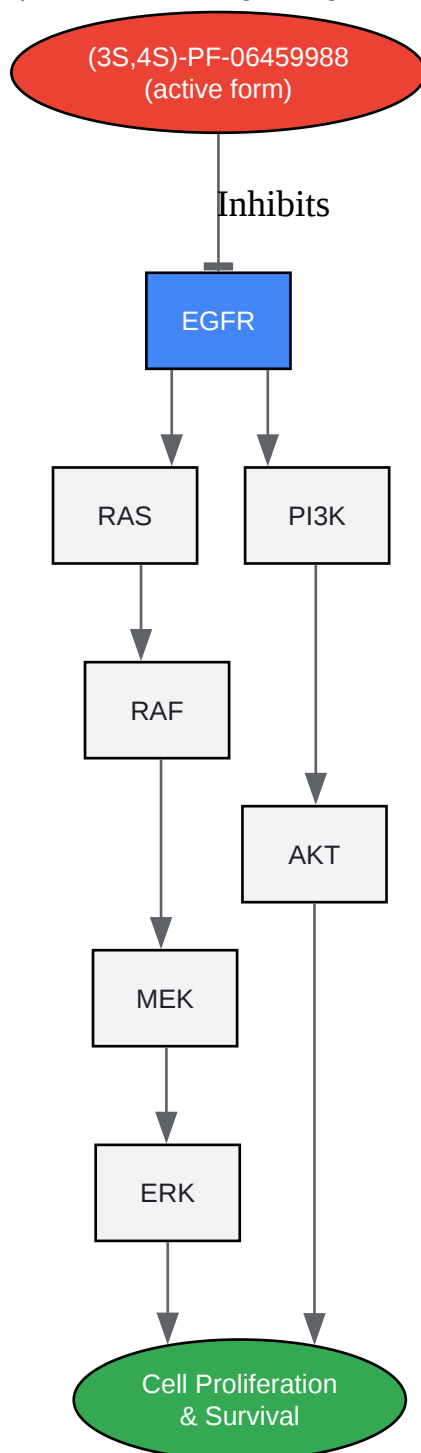 (3S,4S)-PF-06459988
(active form)
Inhibits
EGFR
RAS
PI3K
RAF
AKT
MEK
ERK
Cell Proliferation
& Survival